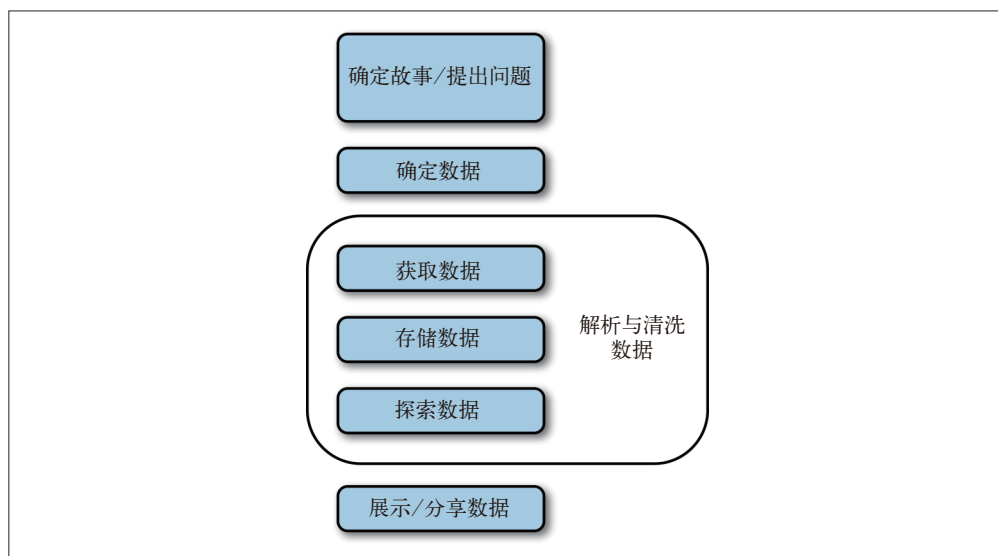 确定故事/提出问题
确定数据
获取数据
存储数据
探索数据
解析与清洗
数据
展示/分享数据